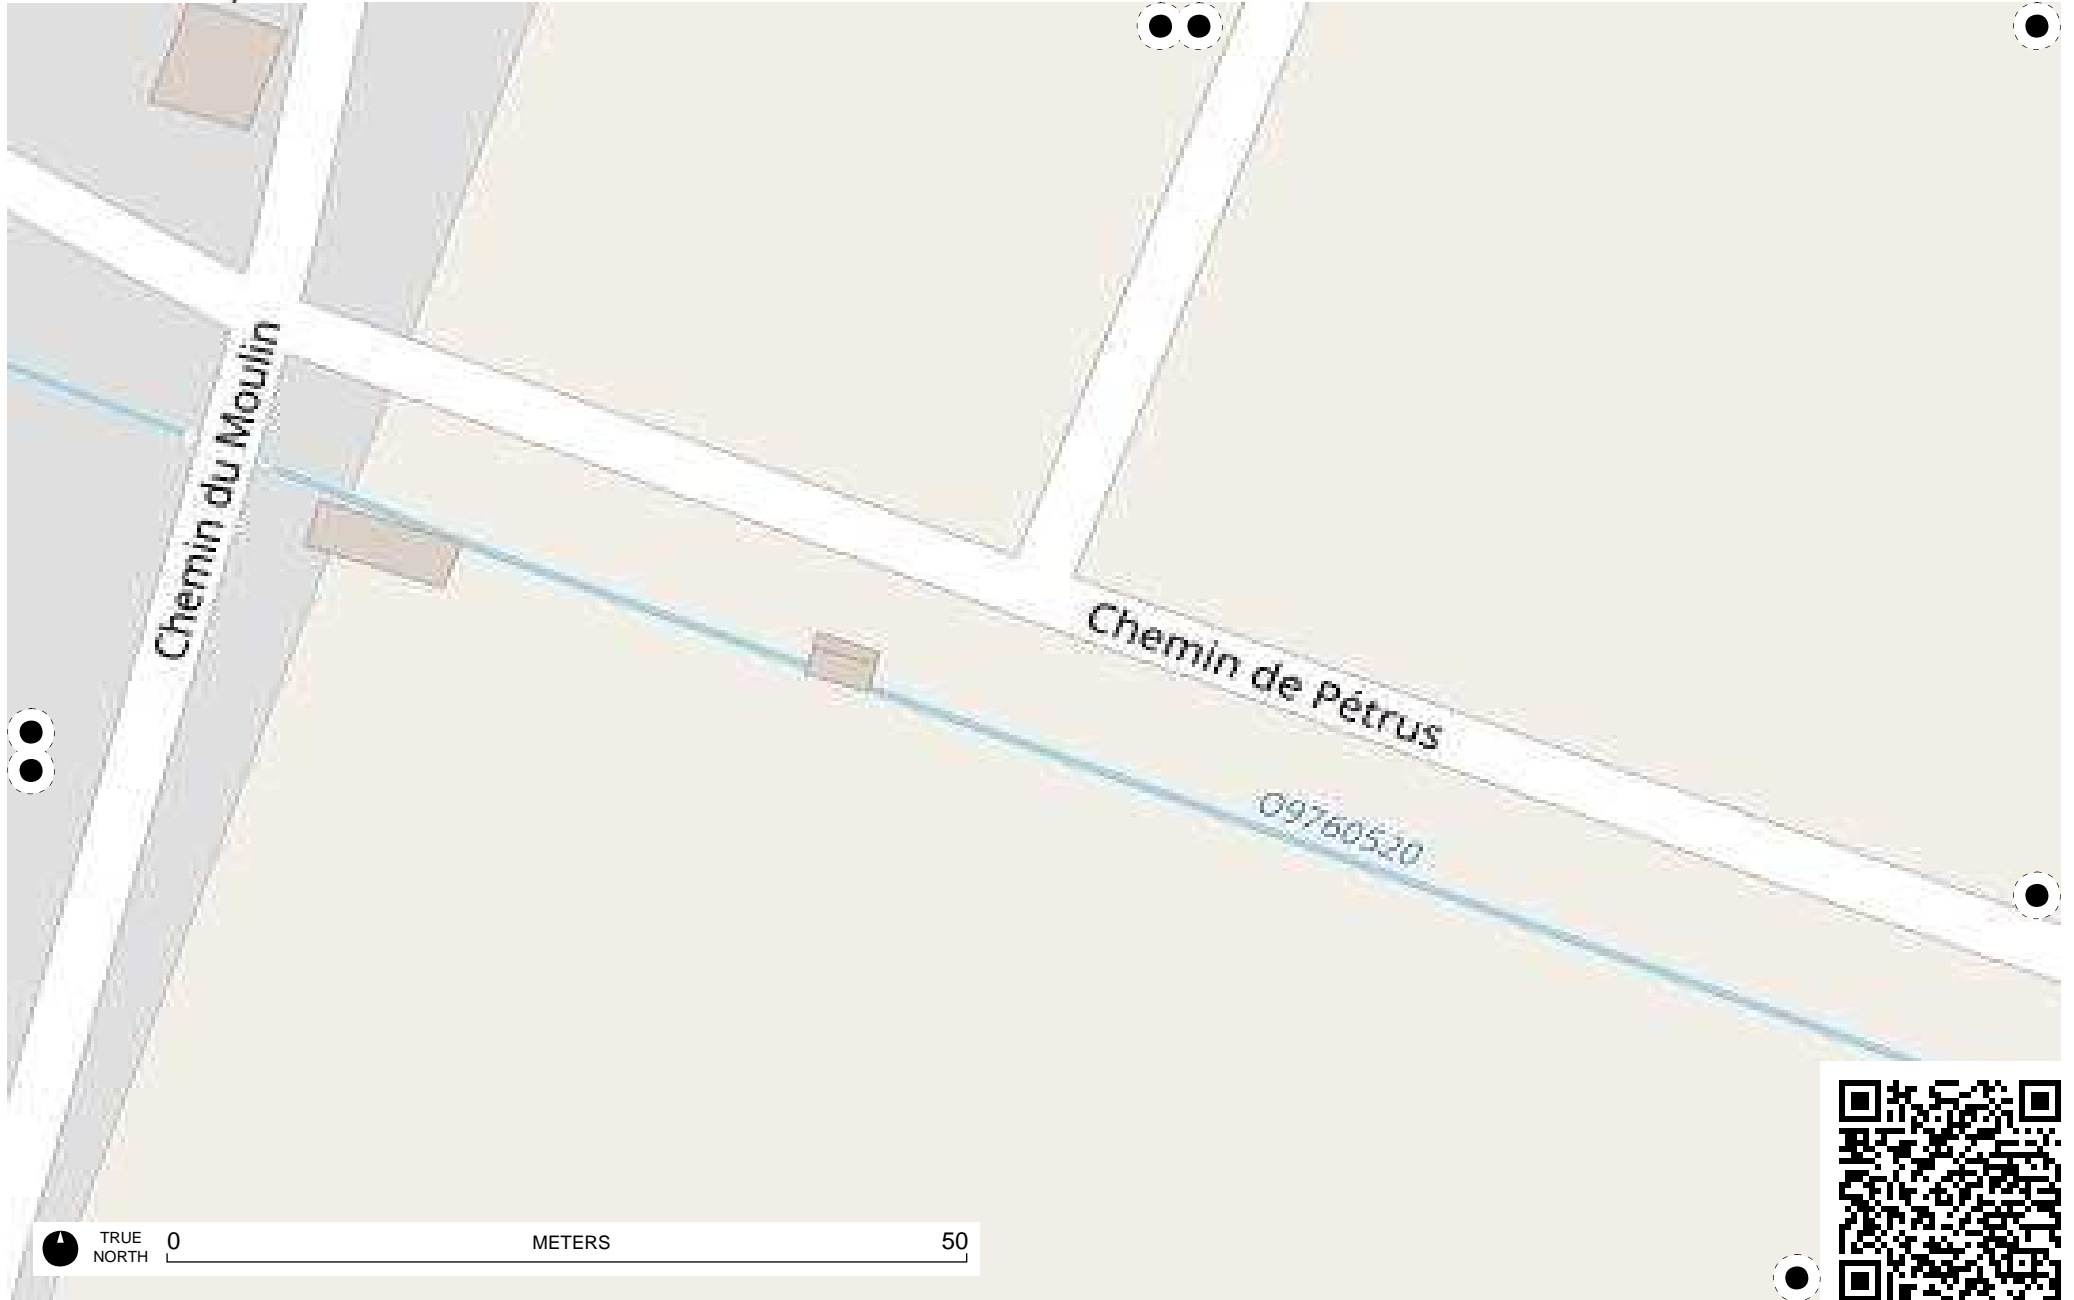 Chemin du Moulin
Chemin de Pétrus
O9760520
TRUE
NORTH
0
METERS
50